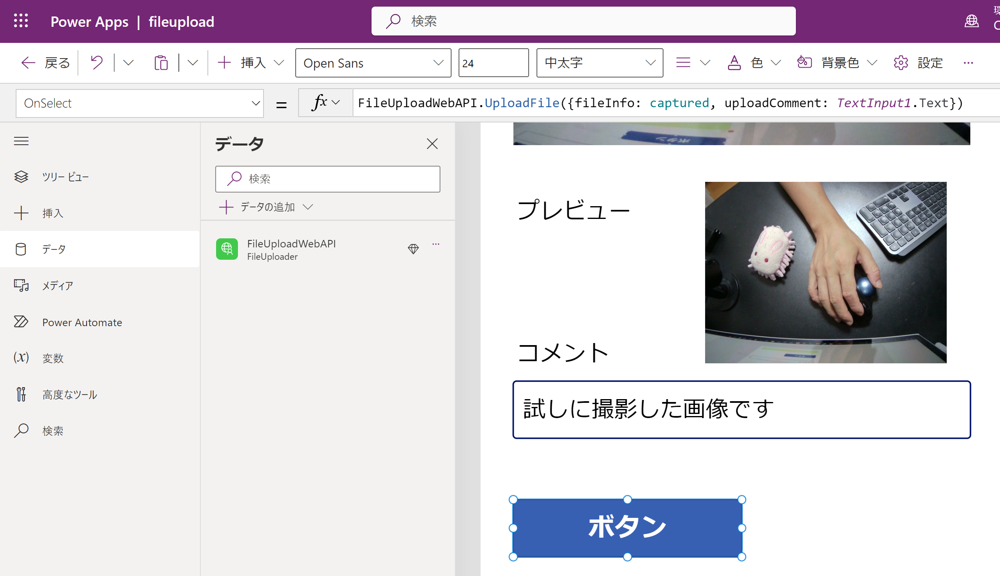 Power Apps | fileupload
検索
環
戻る
挿入
Open Sans
24
中太字
色
背景色
設定
OnSelect
=
fx
FileUploadWebAPI.UploadFile({fileInfo: captured, uploadComment: TextInput1.Text})
ツリー ビュー
挿入
データ
メディア
Power Automate
(x) 変数
高度なツール
検索
データ
検索
データの追加
FileUploadWebAPI
FileUploader
ボタン
プレビュー
コメント
試しに撮影した画像です
ボタン